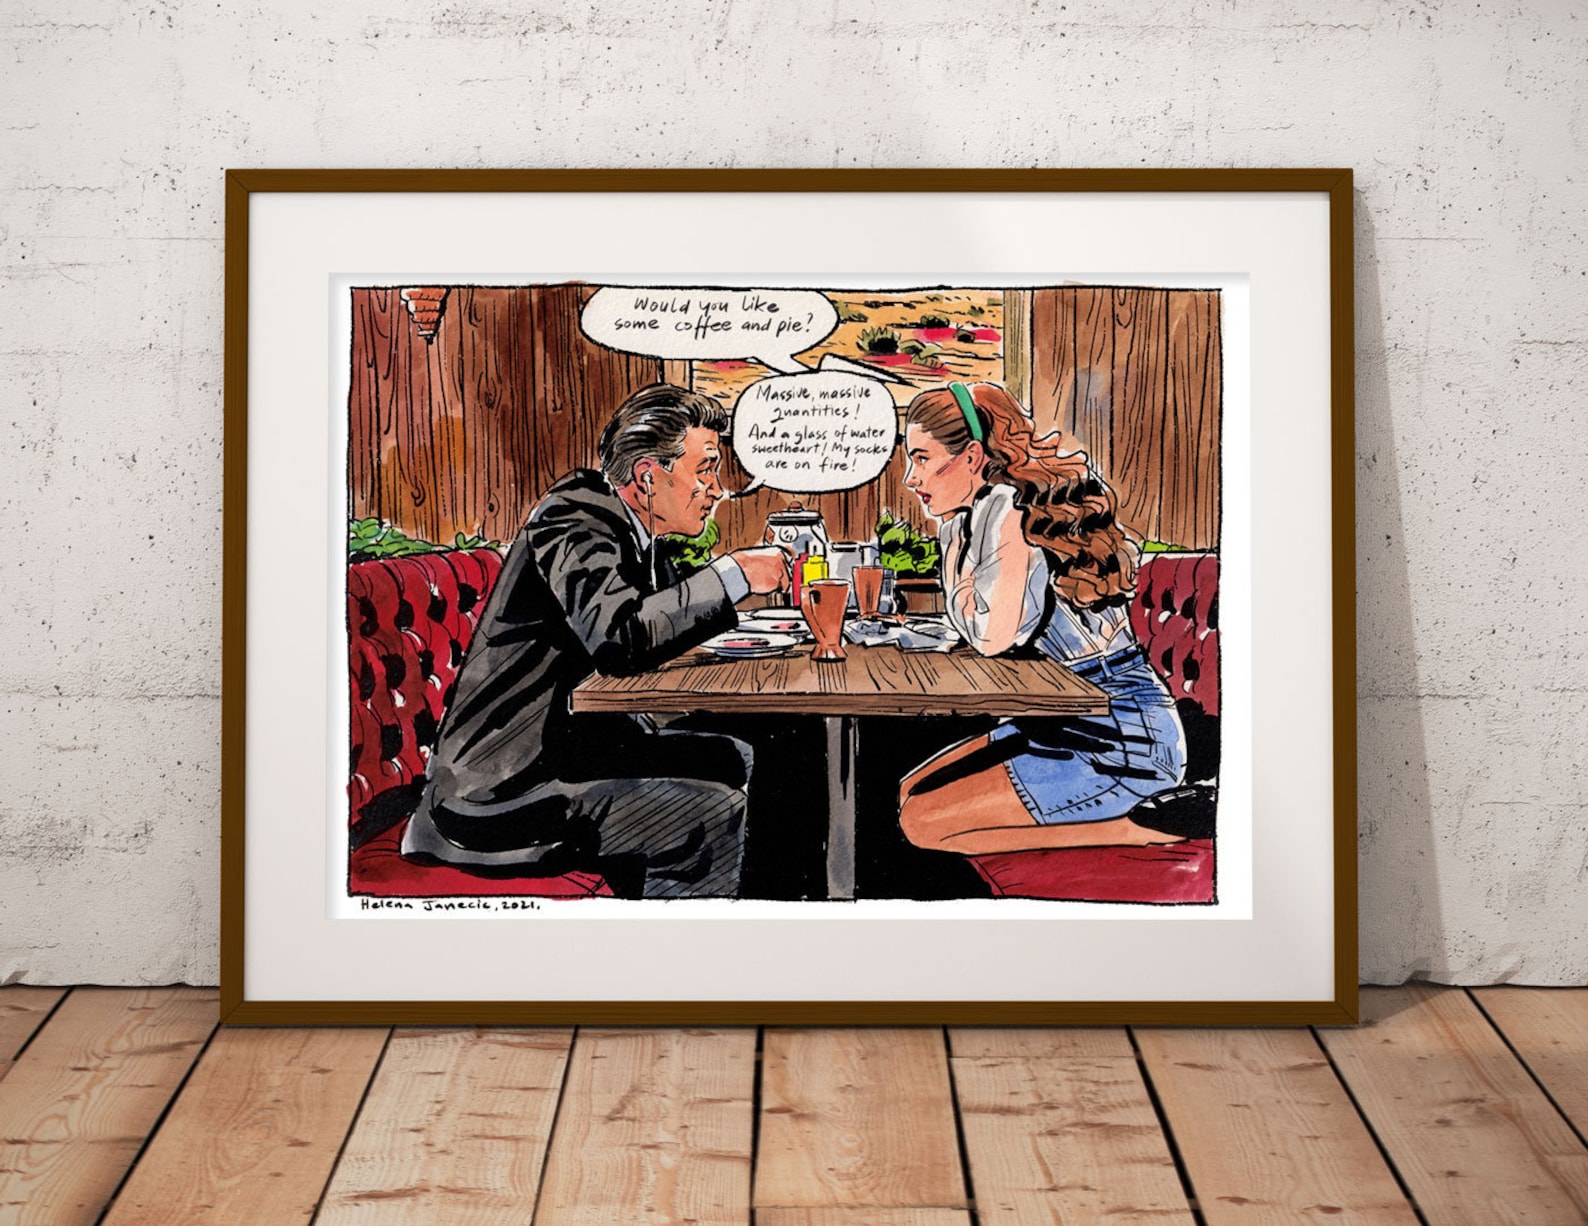 Would you like
some coffee and pie?
Massive, massive
quantities!
And a glass of water
sweetheart! My socks
are on fire!
Helena Janecic, 2021.